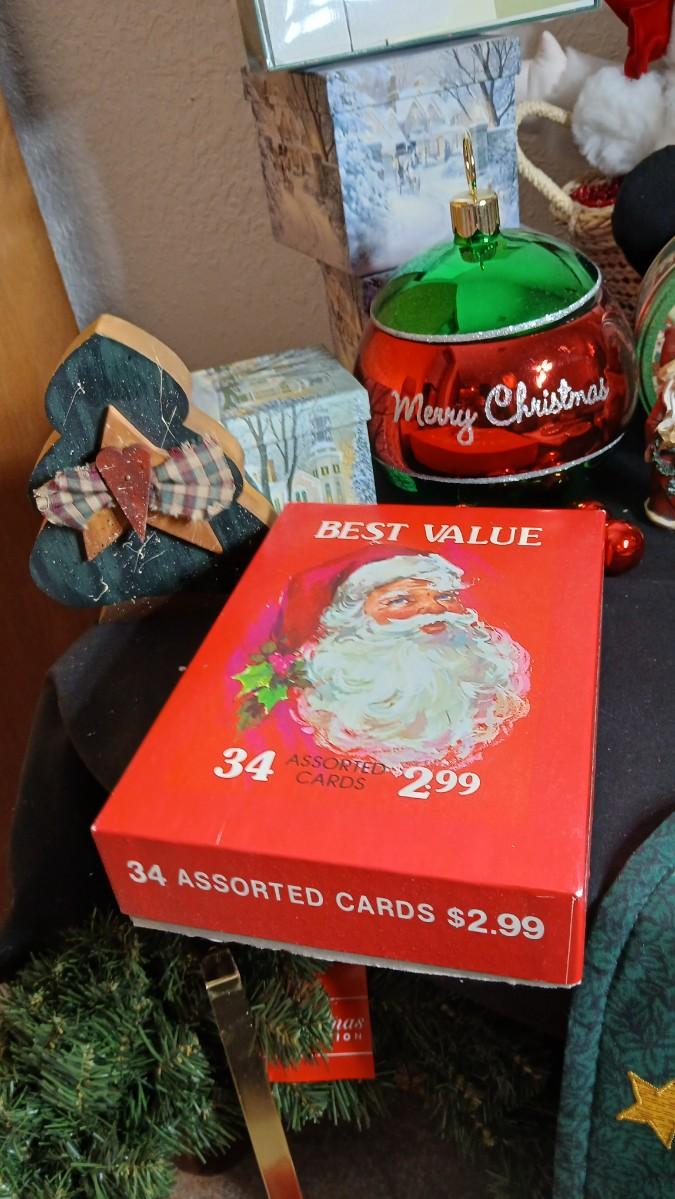 Merry Christmas
BEST VALUE
34 ASSORTED CARDS $2.99
34 ASSORTED CARDS $2.99